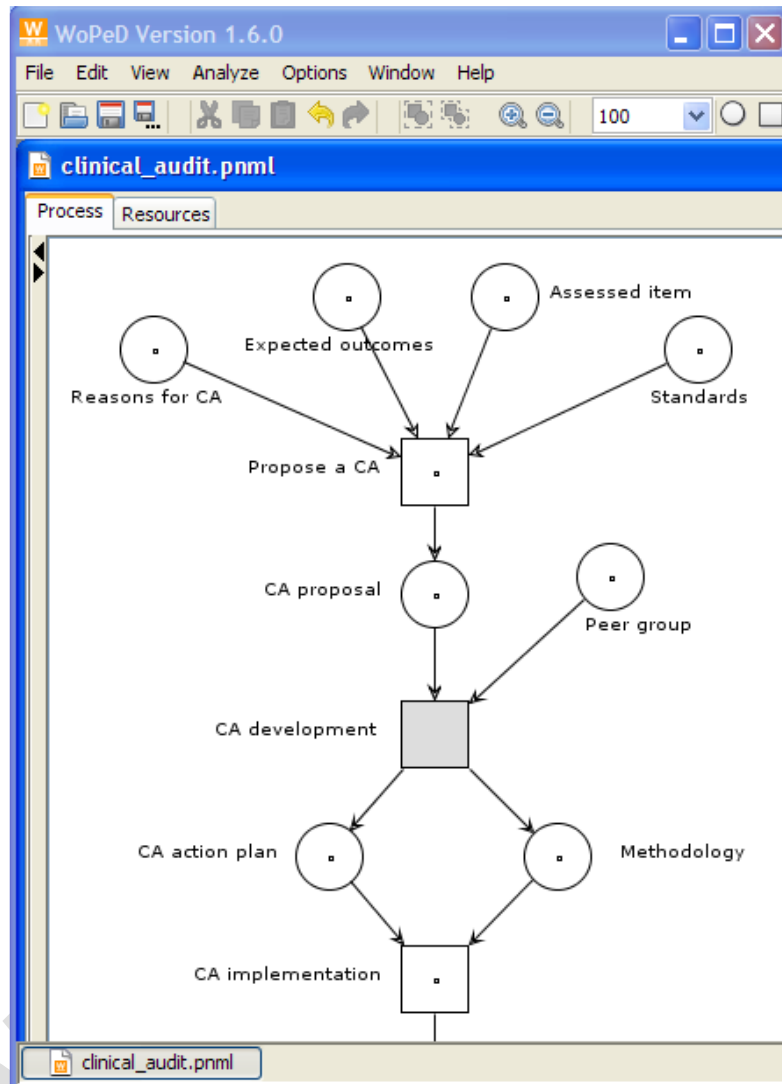 WoPeD Version 1.6.0
File Edit View Analyze Options Window Help
100
clinical_audit.pnml
Process Resources
Assessed item
Expected outcomes
Reasons for CA
Standards
Propose a CA
CA proposal
Peer group
CA development
CA action plan
Methodology
CA implementation
clinical_audit.pnml